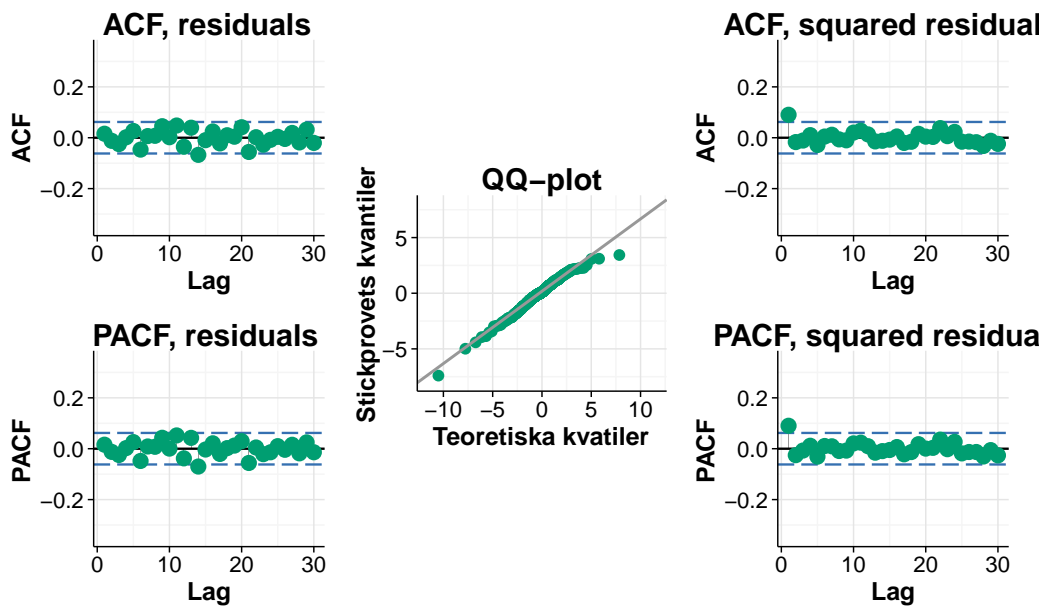 ACF, residuals
ACF
0.2
0.0
−0.2
0 10 20 30
Lag
PACF, residuals
PACF
0.2
0.0
−0.2
0 10 20 30
Lag
QQ−plot
Stickprovets kvantiler
5
0
−5
−10 −5 0 5 10
Teoretiska kvatiler
ACF, squared residual
ACF
0.2
0.0
−0.2
0 10 20 30
Lag
PACF, squared residua
PACF
0.2
0.0
−0.2
0 10 20 30
Lag